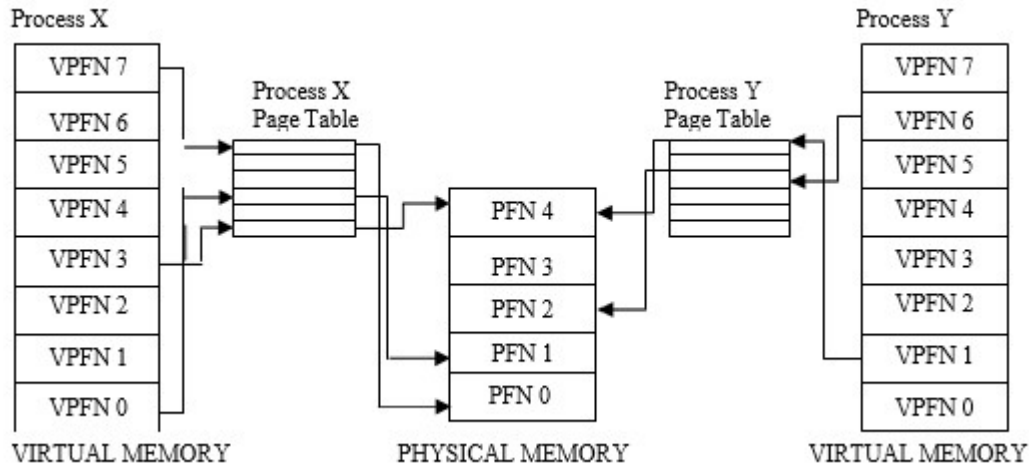 Process X
VPFN 7
VPFN 6
VPFN 5
VPFN 4
VPFN 3
VPFN 2
VPFN 1
VPFN 0
VIRTUAL MEMORY
Process X
Page Table
PFN 4
PFN 3
PFN 2
PFN 1
PFN 0
PHYSICAL MEMORY
Process Y
Page Table
Process Y
VPFN 7
VPFN 6
VPFN 5
VPFN 4
VPFN 3
VPFN 2
VPFN 1
VPFN 0
VIRTUAL MEMORY